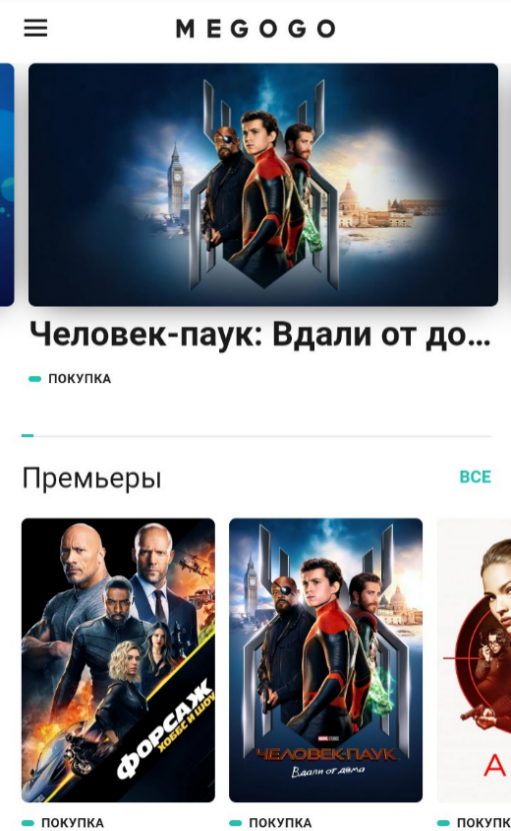 MEGOGO
Человек-паук: Вдали от до...
ПОКУПКА
Премьеры
ВСЕ
ФОРСАЖ
ХОББС И ШОУ
ЧЕЛОВЕК-ПАУК
Вдали от дома
А
ПОКУПКА
ПОКУПКА
ПОКУПК